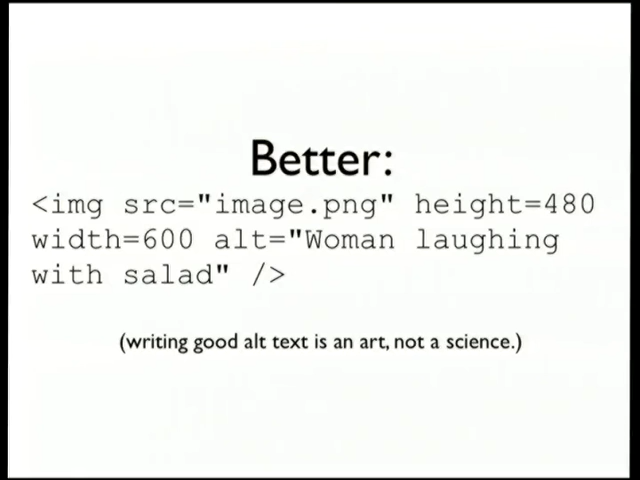 Better:
<img src="image.png" height=480
width=600 alt="Woman laughing
with salad" />
(writing good alt text is an art, not a science.)